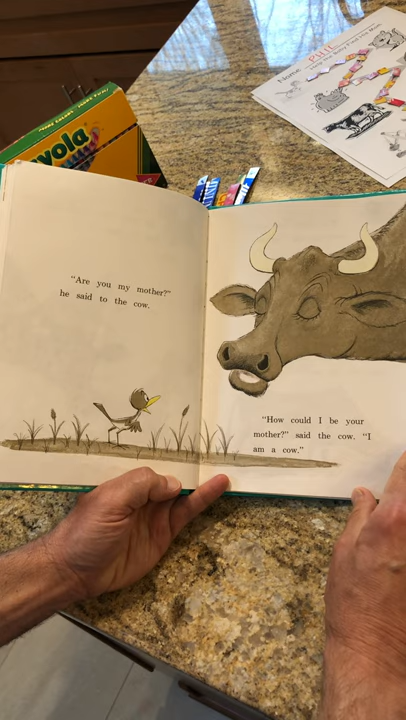 Name
"Are you my mother?"
he said to the cow.
"How could I be your
mother?" said the cow. "I
am a cow."